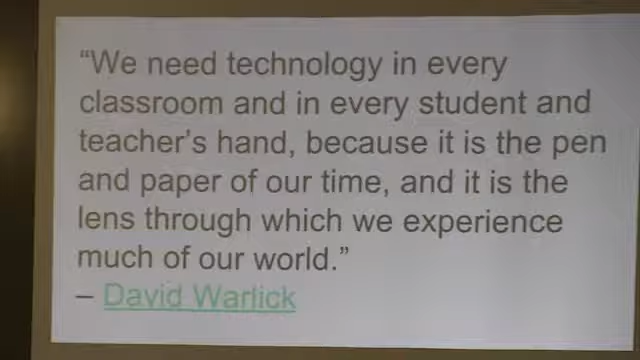 “We need technology in every
classroom and in every student and
teacher’s hand, because it is the pen
and paper of our time, and it is the
lens through which we experience
much of our world.”
– David Warlick